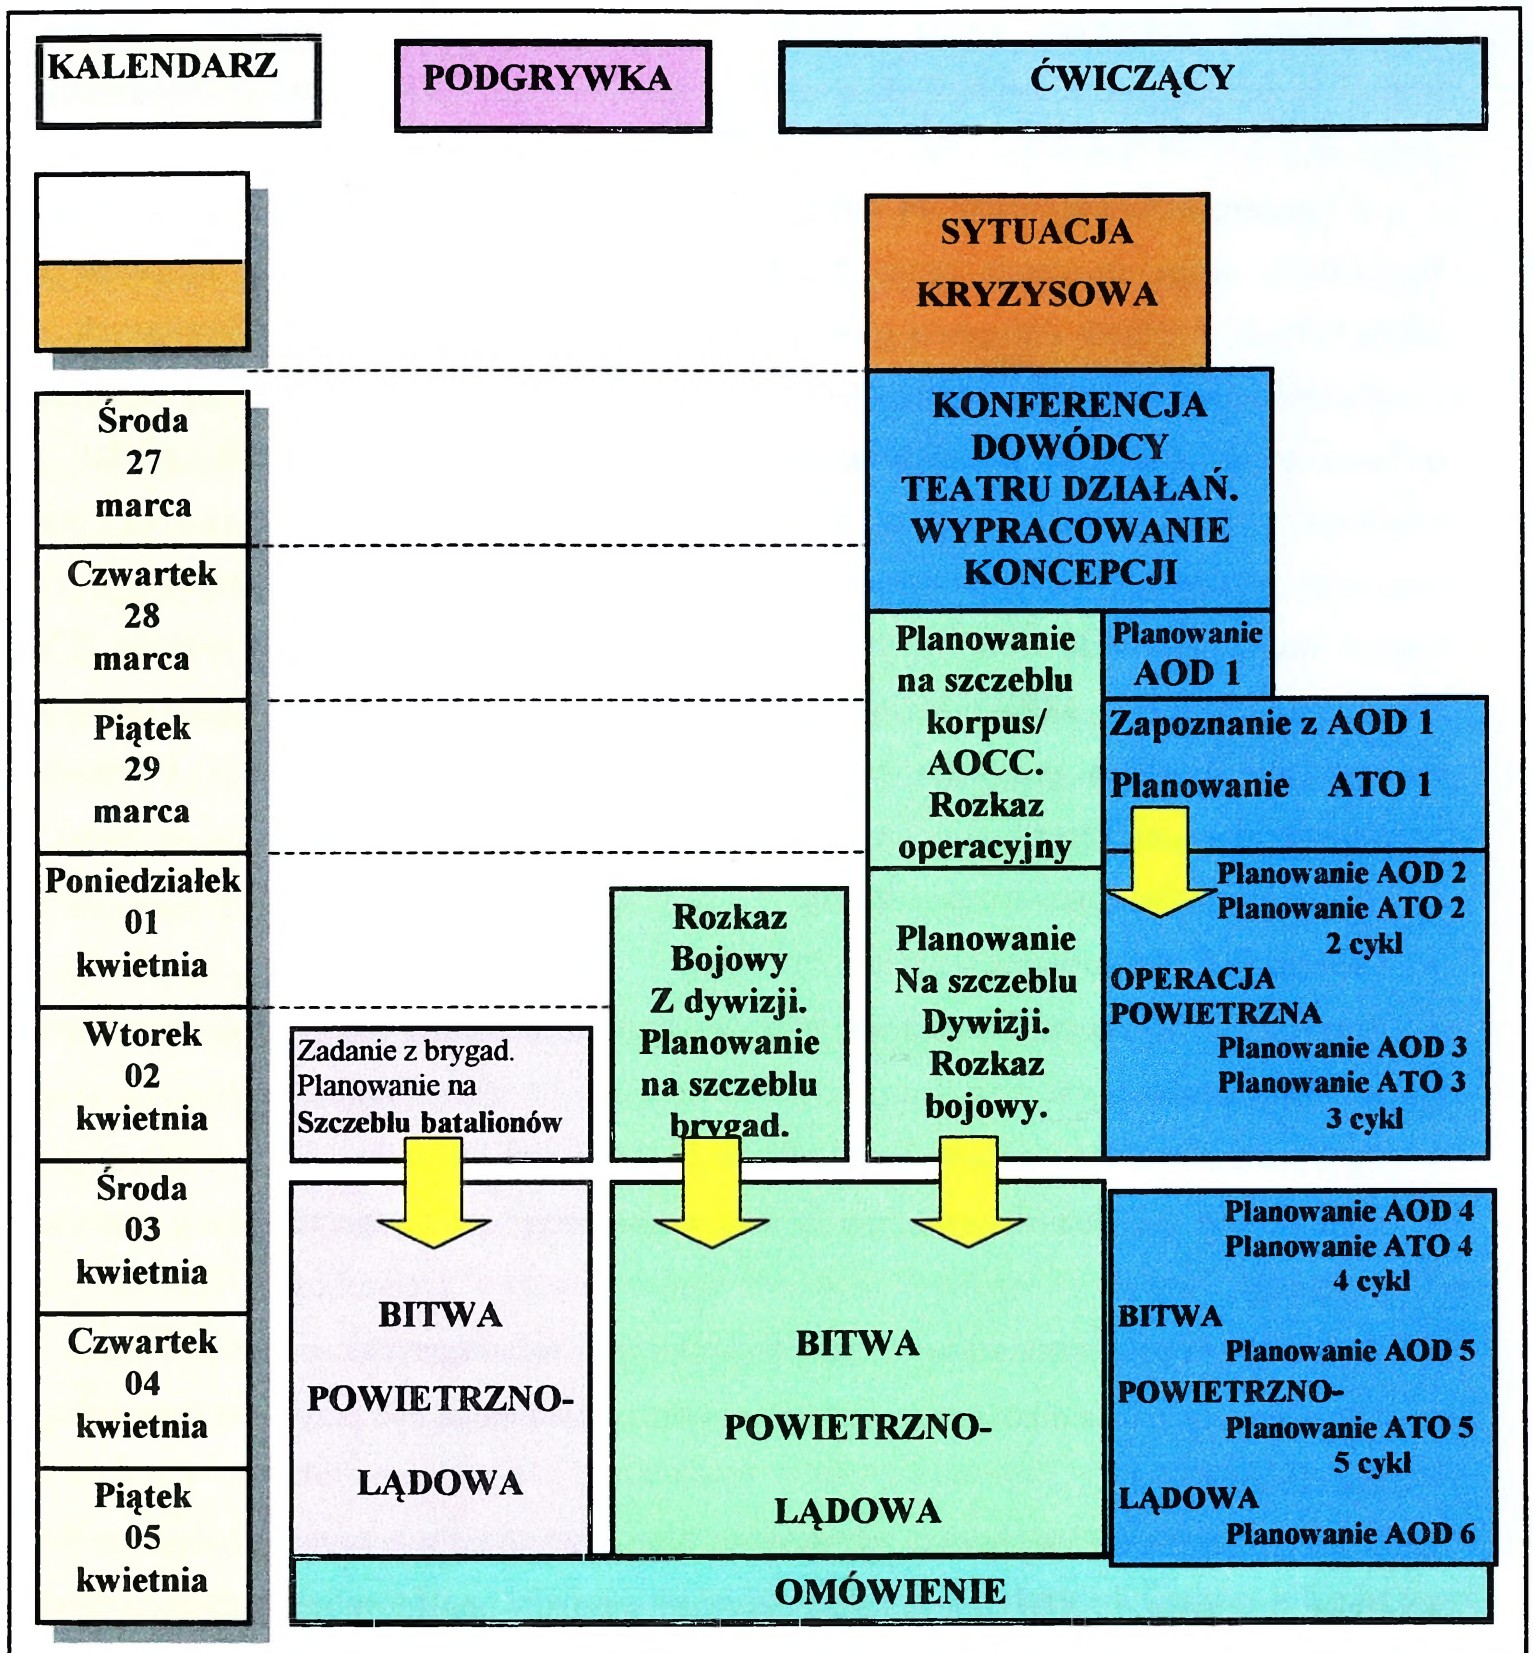 KALENDARZ
PODGRYWKA
ĆWICZĄCY
SYTUACJA
KRYZYSOWA
Środa
27
marca
Czwartek
28
marca
Piątek
29
marca
Poniedziałek
01
kwietnia
Wtorek
02
kwietnia
Środa
03
kwietnia
Czwartek
04
kwietnia
Piątek
05
kwietnia
KONFERENCJA
DOWÓDCY
TEATRU DZIAŁAŃ.
WYPRACOWANIE
KONCEPCJI
Planowanie
na szczeblu
korpus/
AOCC.
Rozkaz
operacyjny
Planowanie
AOD 1
Zapoznanie z AOD 1
Planowanie ATO 1
Planowanie AOD 2
Planowanie ATO 2
2 cykl
OPERACJA
POWIETRZNA
Planowanie AOD 3
Planowanie ATO 3
3 cykl
Planowanie
Na szczeblu
Dywizji.
Rozkaz
bojowy.
Rozkaz
Bojowy
Z dywizji.
Planowanie
na szczeblu
brygad.
Zadanie z brygad.
Planowanie na
Szczeblu batalionów
BITWA
POWIETRZNO-
LĄDOWA
BITWA
POWIETRZNO-
LĄDOWA
Planowanie AOD 4
Planowanie ATO 4
4 cykl
BITWA
Planowanie AOD 5
POWIETRZNO-
Planowanie ATO 5
5 cykl
LĄDOWA
Planowanie AOD 6
OMÓWIENIE